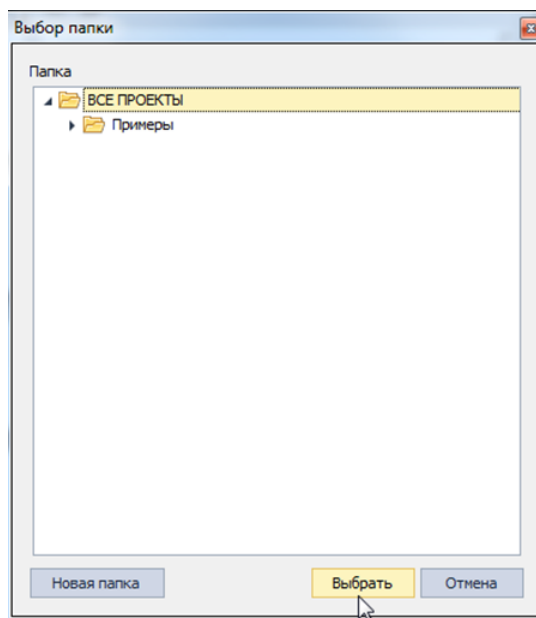 Выбор папки
Папка
ВСЕ ПРОЕКТЫ
Примеры
Новая папка Выбрать Отмена